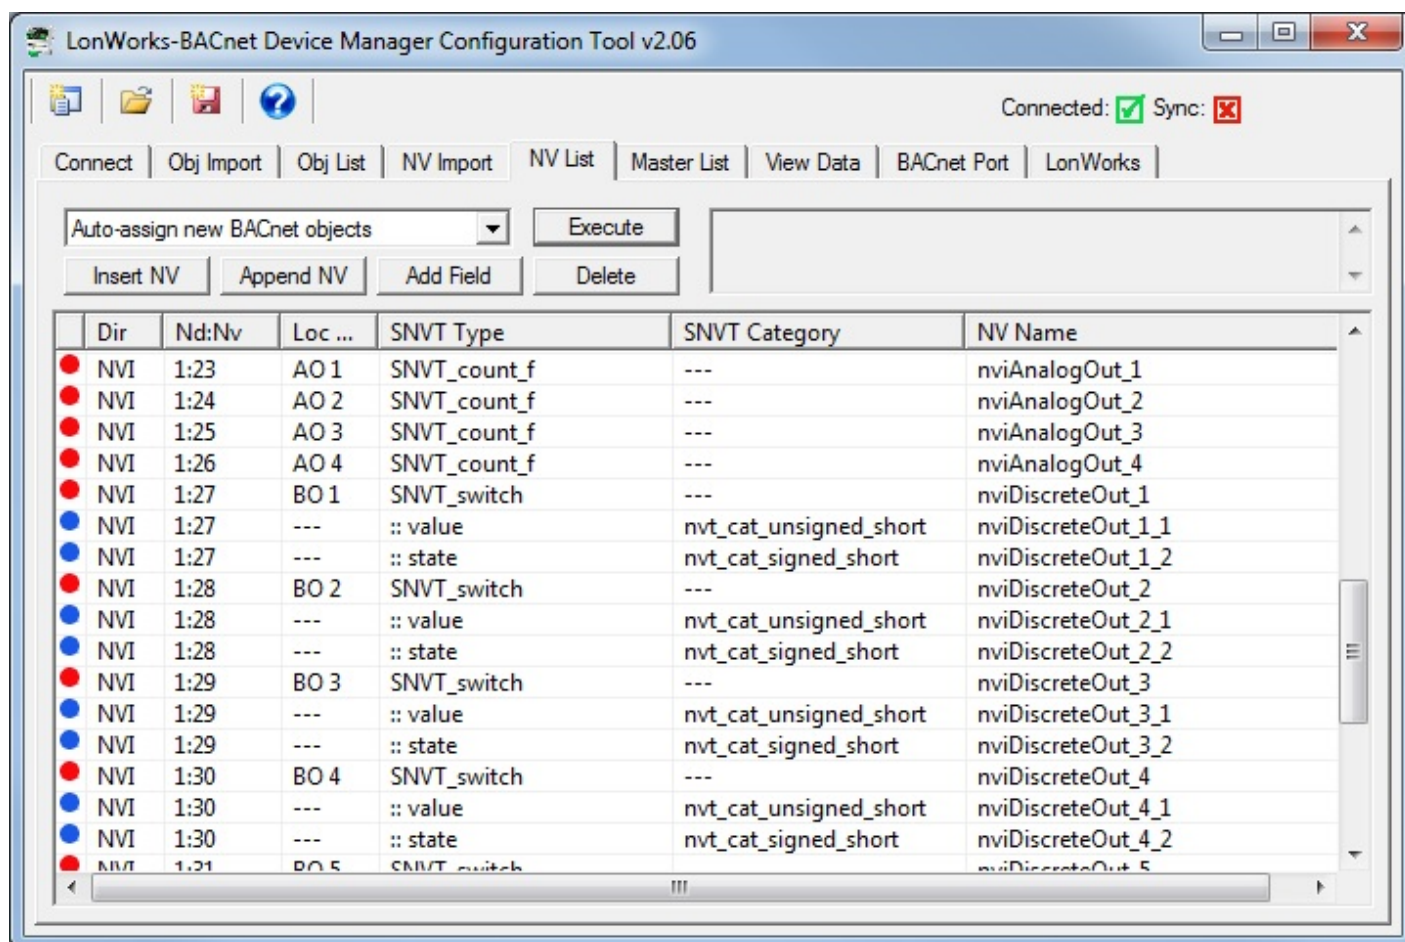 LonWorks-BACnet Device Manager Configuration Tool v2.06
Connected: Sync:
Connect Obj Import Obj List NV Import NV List Master List View Data BACnet Port LonWorks
Auto-assign new BACnet objects Execute
Insert NV Append NV Add Field Delete
Dir Nd:Nv Loc ... SNVT Type SNVT Category NV Name
NVI 1:23 AO 1 SNVT_count_f --- nviAnalogOut_1
NVI 1:24 AO 2 SNVT_count_f --- nviAnalogOut_2
NVI 1:25 AO 3 SNVT_count_f --- nviAnalogOut_3
NVI 1:26 AO 4 SNVT_count_f --- nviAnalogOut_4
NVI 1:27 BO 1 SNVT_switch --- nviDiscreteOut_1
NVI 1:27 --- :: value nvt_cat_unsigned_short nviDiscreteOut_1_1
NVI 1:27 --- :: state nvt_cat_signed_short nviDiscreteOut_1_2
NVI 1:28 BO 2 SNVT_switch --- nviDiscreteOut_2
NVI 1:28 --- :: value nvt_cat_unsigned_short nviDiscreteOut_2_1
NVI 1:28 --- :: state nvt_cat_signed_short nviDiscreteOut_2_2
NVI 1:29 BO 3 SNVT_switch --- nviDiscreteOut_3
NVI 1:29 --- :: value nvt_cat_unsigned_short nviDiscreteOut_3_1
NVI 1:29 --- :: state nvt_cat_signed_short nviDiscreteOut_3_2
NVI 1:30 BO 4 SNVT_switch --- nviDiscreteOut_4
NVI 1:30 --- :: value nvt_cat_unsigned_short nviDiscreteOut_4_1
NVI 1:30 --- :: state nvt_cat_signed_short nviDiscreteOut_4_2
NVI 1:31 BO 5 SNVT_switch nviDiscreteOut_5